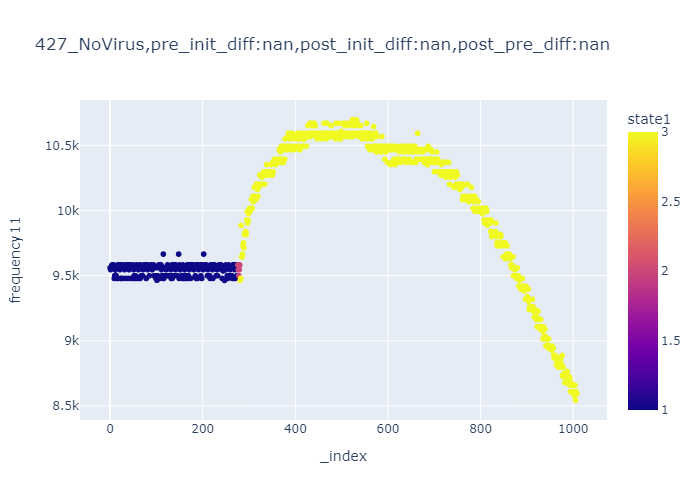 427_NoVirus,pre_init_diff:nan,post_init_diff:nan,post_pre_diff:nan
state1
3
2.5
2
1.5
1
frequency11
10.5k
10k
9.5k
9k
8.5k
0
200
400
600
800
1000
_index